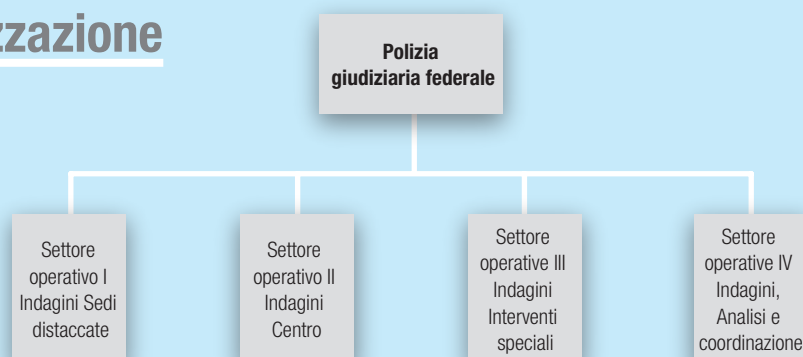 zzazione
Polizia
giudiziaria federale
Settore
operativo I
Indagini Sedi
distaccate
Settore
operativo II
Indagini
Centro
Settore
operative III
Indagini
Interventi
speciali
Settore
operative IV
Indagini,
Analisi e
coordinazione